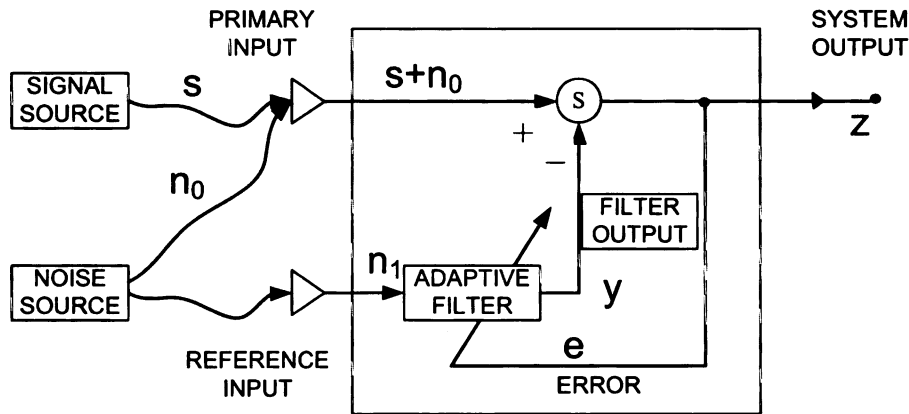 PRIMARY
INPUT
SYSTEM
OUTPUT
SIGNAL
SOURCE
s
s+n₀
S
+
−
z
n₀
FILTER
OUTPUT
NOISE
SOURCE
n₁
ADAPTIVE
FILTER
y
REFERENCE
INPUT
e
ERROR